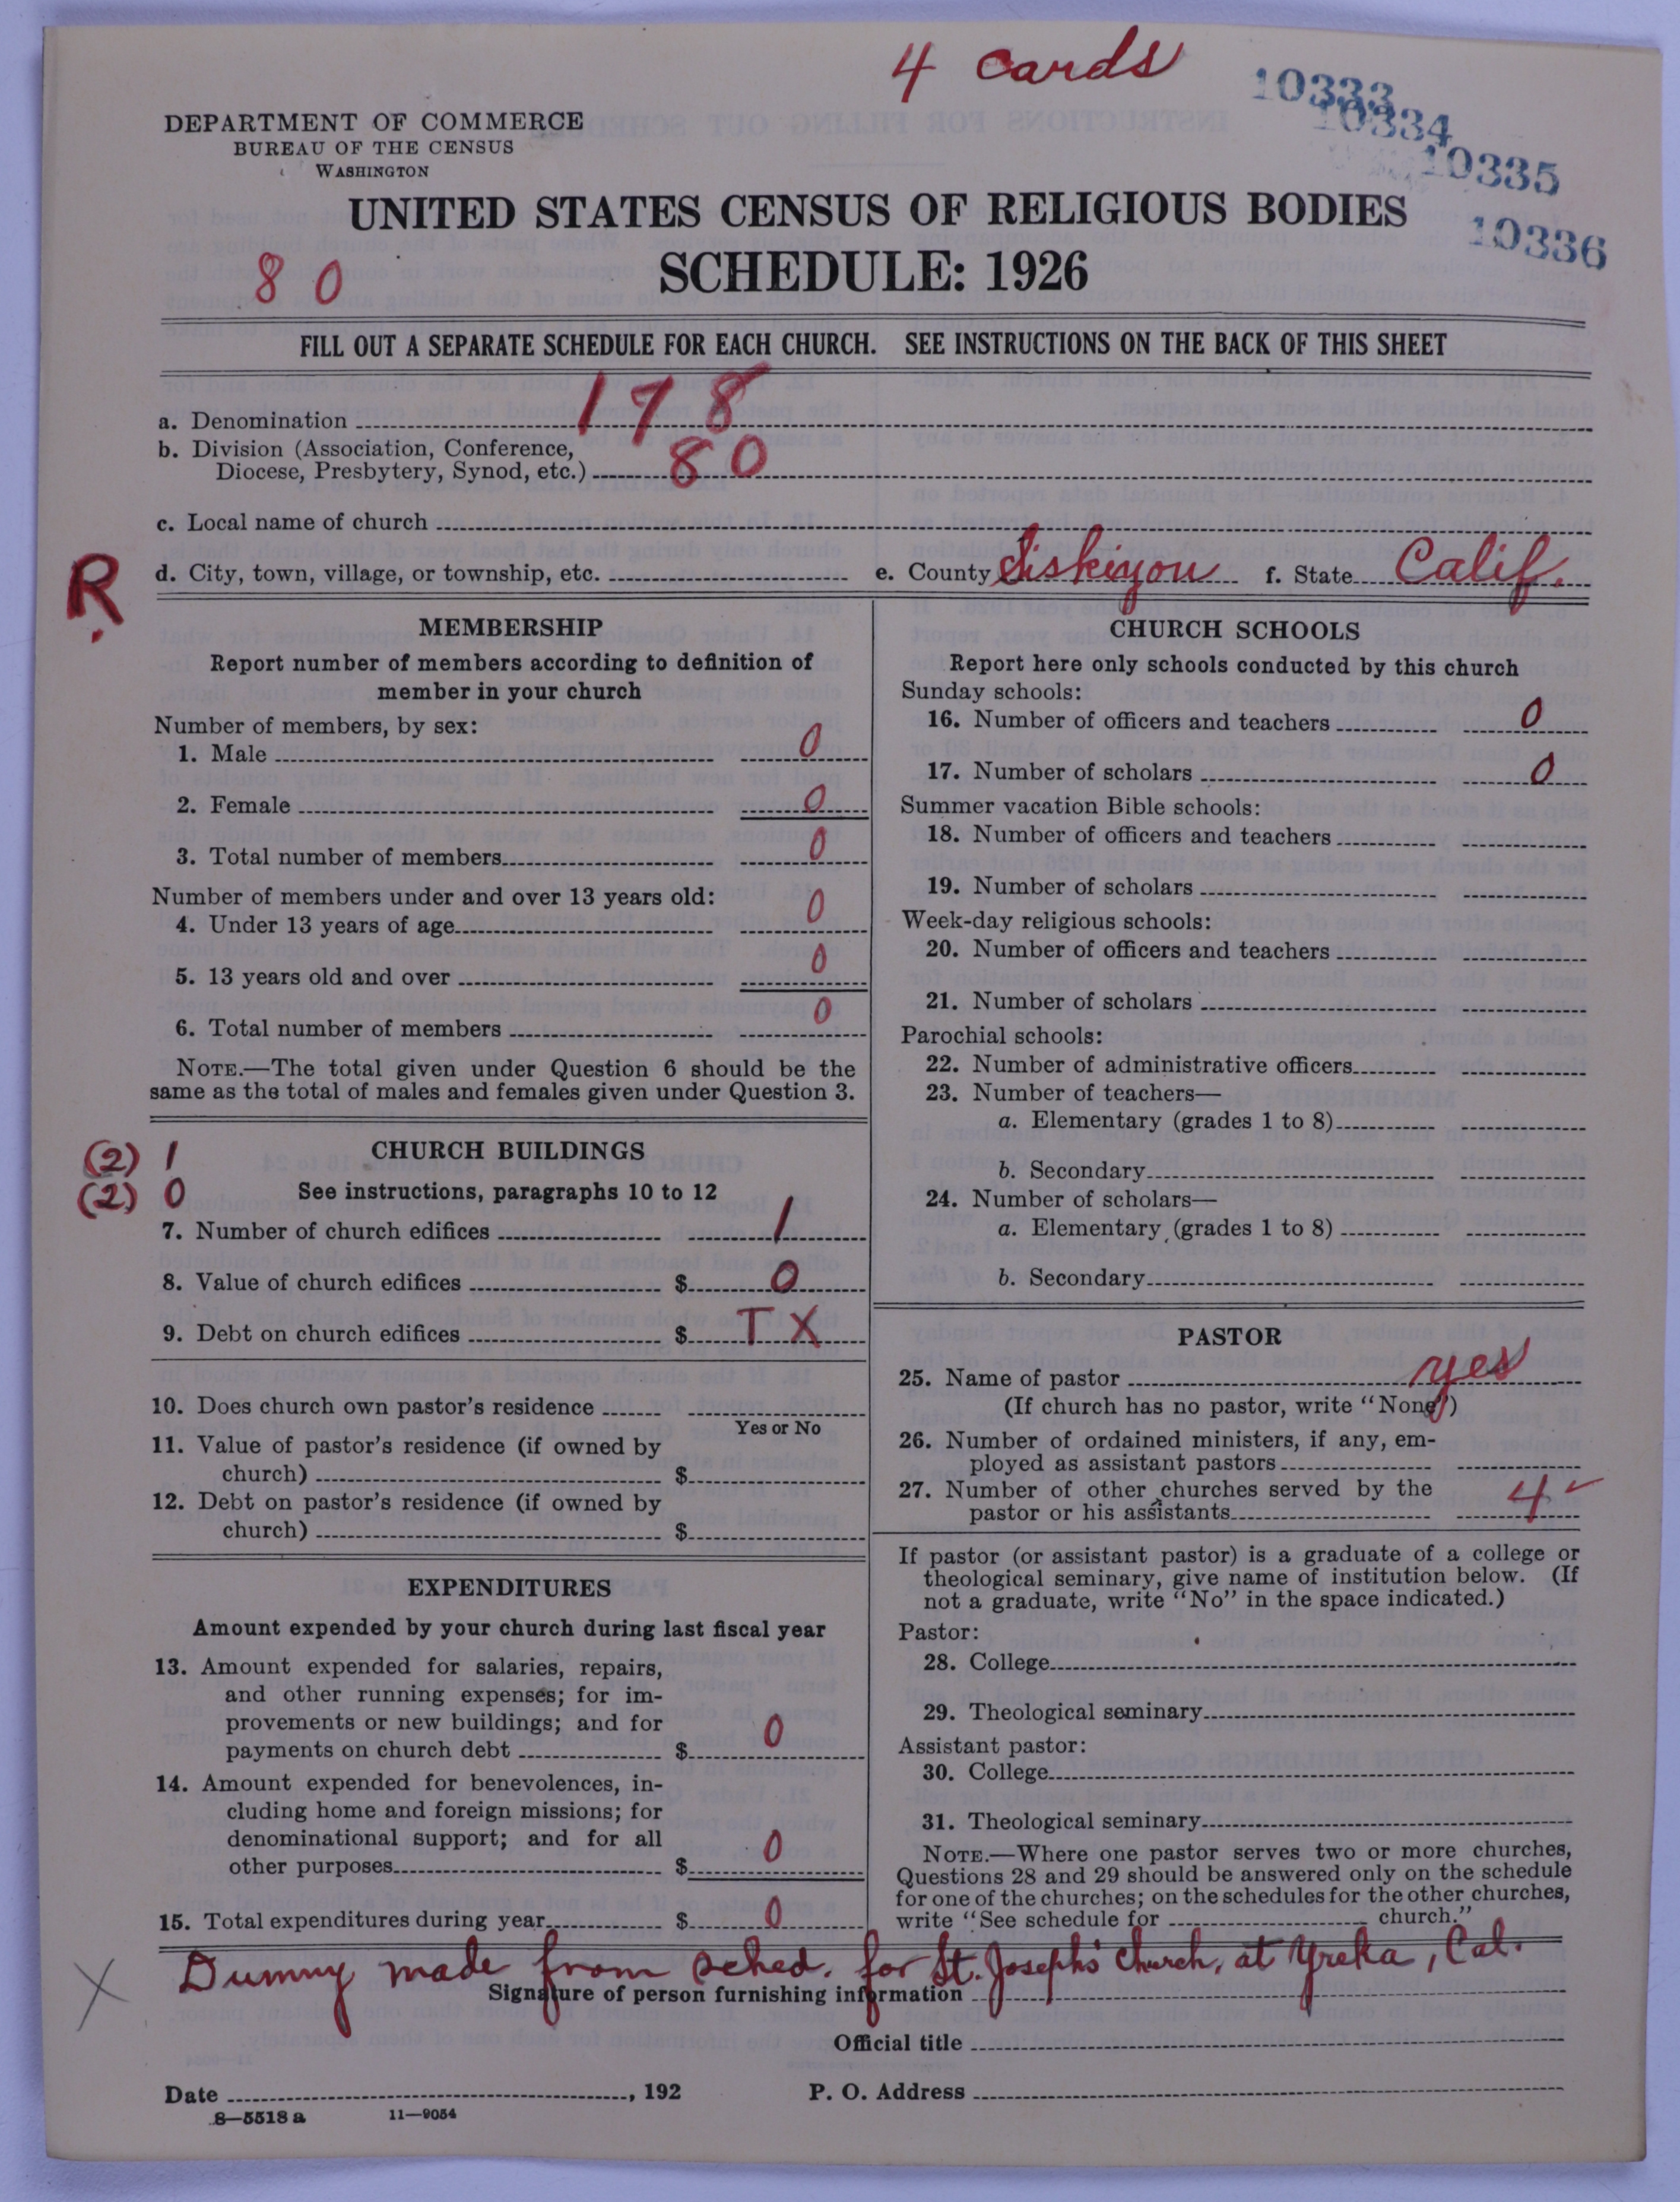 4 cards
10333
10334
10335
10336
DEPARTMENT OF COMMERCE
BUREAU OF THE CENSUS
WASHINGTON
UNITED STATES CENSUS OF RELIGIOUS BODIES
SCHEDULE: 1926
80
FILL OUT A SEPARATE SCHEDULE FOR EACH CHURCH. SEE INSTRUCTIONS ON THE BACK OF THIS SHEET
a. Denomination 178
b. Division (Association, Conference,
Diocese, Presbytery, Synod, etc.) 80
c. Local name of church
R.
d. City, town, village, or township, etc. e. County Siskiyou f. State Calif.
MEMBERSHIP
Report number of members according to definition of
member in your church
Number of members, by sex:
1. Male 0
2. Female 0
3. Total number of members 0
Number of members under and over 13 years old:
4. Under 13 years of age 0
5. 13 years old and over 0
6. Total number of members 0
NOTE.—The total given under Question 6 should be the
same as the total of males and females given under Question 3.
CHURCH BUILDINGS
(2) 1
(2) 0
See instructions, paragraphs 10 to 12
7. Number of church edifices 1
8. Value of church edifices $ 0
9. Debt on church edifices $ TX
10. Does church own pastor's residence
Yes or No
11. Value of pastor's residence (if owned by
church) $
12. Debt on pastor's residence (if owned by
church) $
EXPENDITURES
Amount expended by your church during last fiscal year
13. Amount expended for salaries, repairs,
and other running expenses; for im-
provements or new buildings; and for
payments on church debt $ 0
14. Amount expended for benevolences, in-
cluding home and foreign missions; for
denominational support; and for all
other purposes $ 0
15. Total expenditures during year $ 0
CHURCH SCHOOLS
Report here only schools conducted by this church
Sunday schools:
16. Number of officers and teachers 0
17. Number of scholars 0
Summer vacation Bible schools:
18. Number of officers and teachers
19. Number of scholars
Week-day religious schools:
20. Number of officers and teachers
21. Number of scholars
Parochial schools:
22. Number of administrative officers
23. Number of teachers—
a. Elementary (grades 1 to 8)
b. Secondary
24. Number of scholars—
a. Elementary (grades 1 to 8)
b. Secondary
PASTOR
25. Name of pastor yes
(If church has no pastor, write "None")
26. Number of ordained ministers, if any, em-
ployed as assistant pastors
27. Number of other churches served by the
pastor or his assistants 4 ✓
If pastor (or assistant pastor) is a graduate of a college or
theological seminary, give name of institution below. (If
not a graduate, write "No" in the space indicated.)
Pastor:
28. College
29. Theological seminary
Assistant pastor:
30. College
31. Theological seminary
NOTE.—Where one pastor serves two or more churches,
Questions 28 and 29 should be answered only on the schedule
for one of the churches; on the schedules for the other churches,
write "See schedule for church."
X Dummy made from sched. for St. Joseph's Church, at Yreka, Cal.
Signature of person furnishing information
Official title
Date , 192 P. O. Address
8—5518 a 11—9054